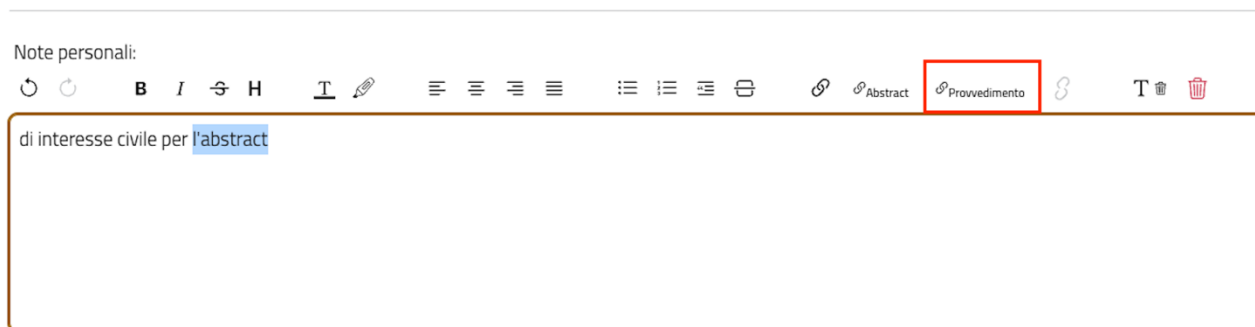 Note personali:
B I S H T Abstract Provvedimento T
di interesse civile per l'abstract